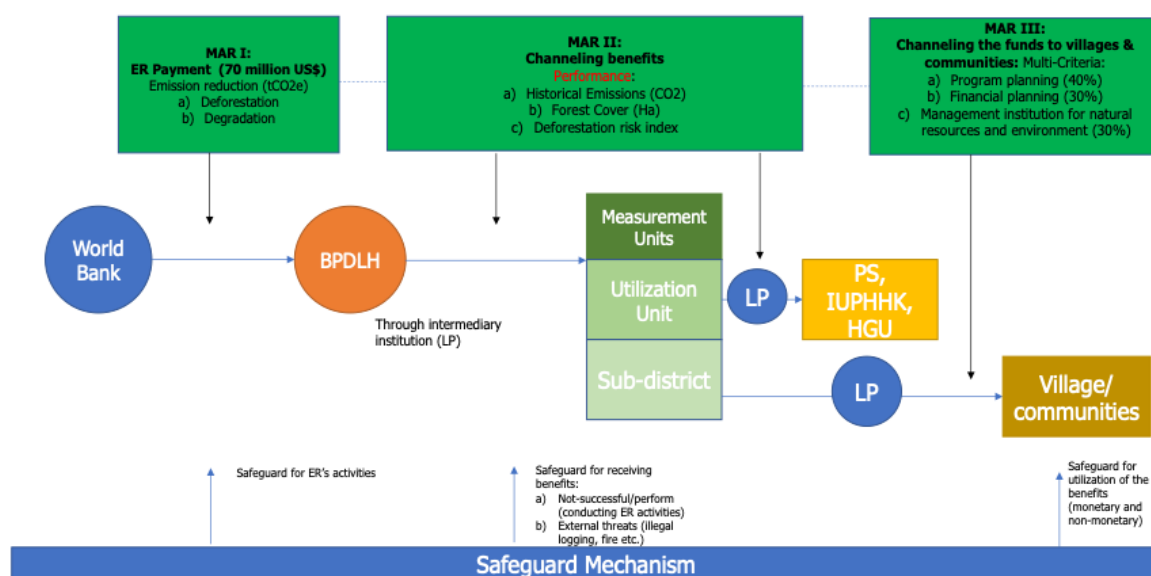 MAR I:
ER Payment (70 million US$)
Emission reduction (tCO2e)
a) Deforestation
b) Degradation
MAR II:
Channeling benefits
Performance:
a) Historical Emissions (CO2)
b) Forest Cover (Ha)
c) Deforestation risk index
MAR III:
Channeling the funds to villages &
communities: Multi-Criteria:
a) Program planning (40%)
b) Financial planning (30%)
c) Management institution for natural
resources and environment (30%)
World
Bank
BPDLH
Through intermediary
institution (LP)
Measurement
Units
Utilization
Unit
Sub-district
LP
PS,
IUPHHK,
HGU
LP
Village/
communities
Safeguard for ER's activities
Safeguard for receiving
benefits:
a) Not-successful/perform
(conducting ER activities)
b) External threats (illegal
logging, fire etc.)
Safeguard for
utilization of the
benefits
(monetary and
non-monetary)
Safeguard Mechanism